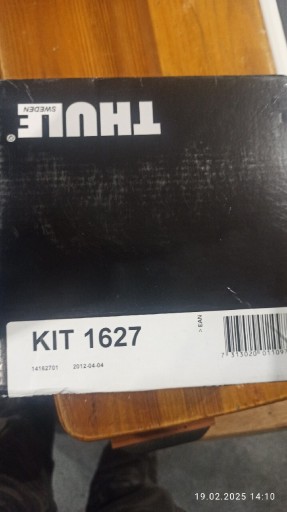 THULE
SWEDEN
®
KIT 1627
14162701 2012-04-04
> EAN
19.02.2025 14:10